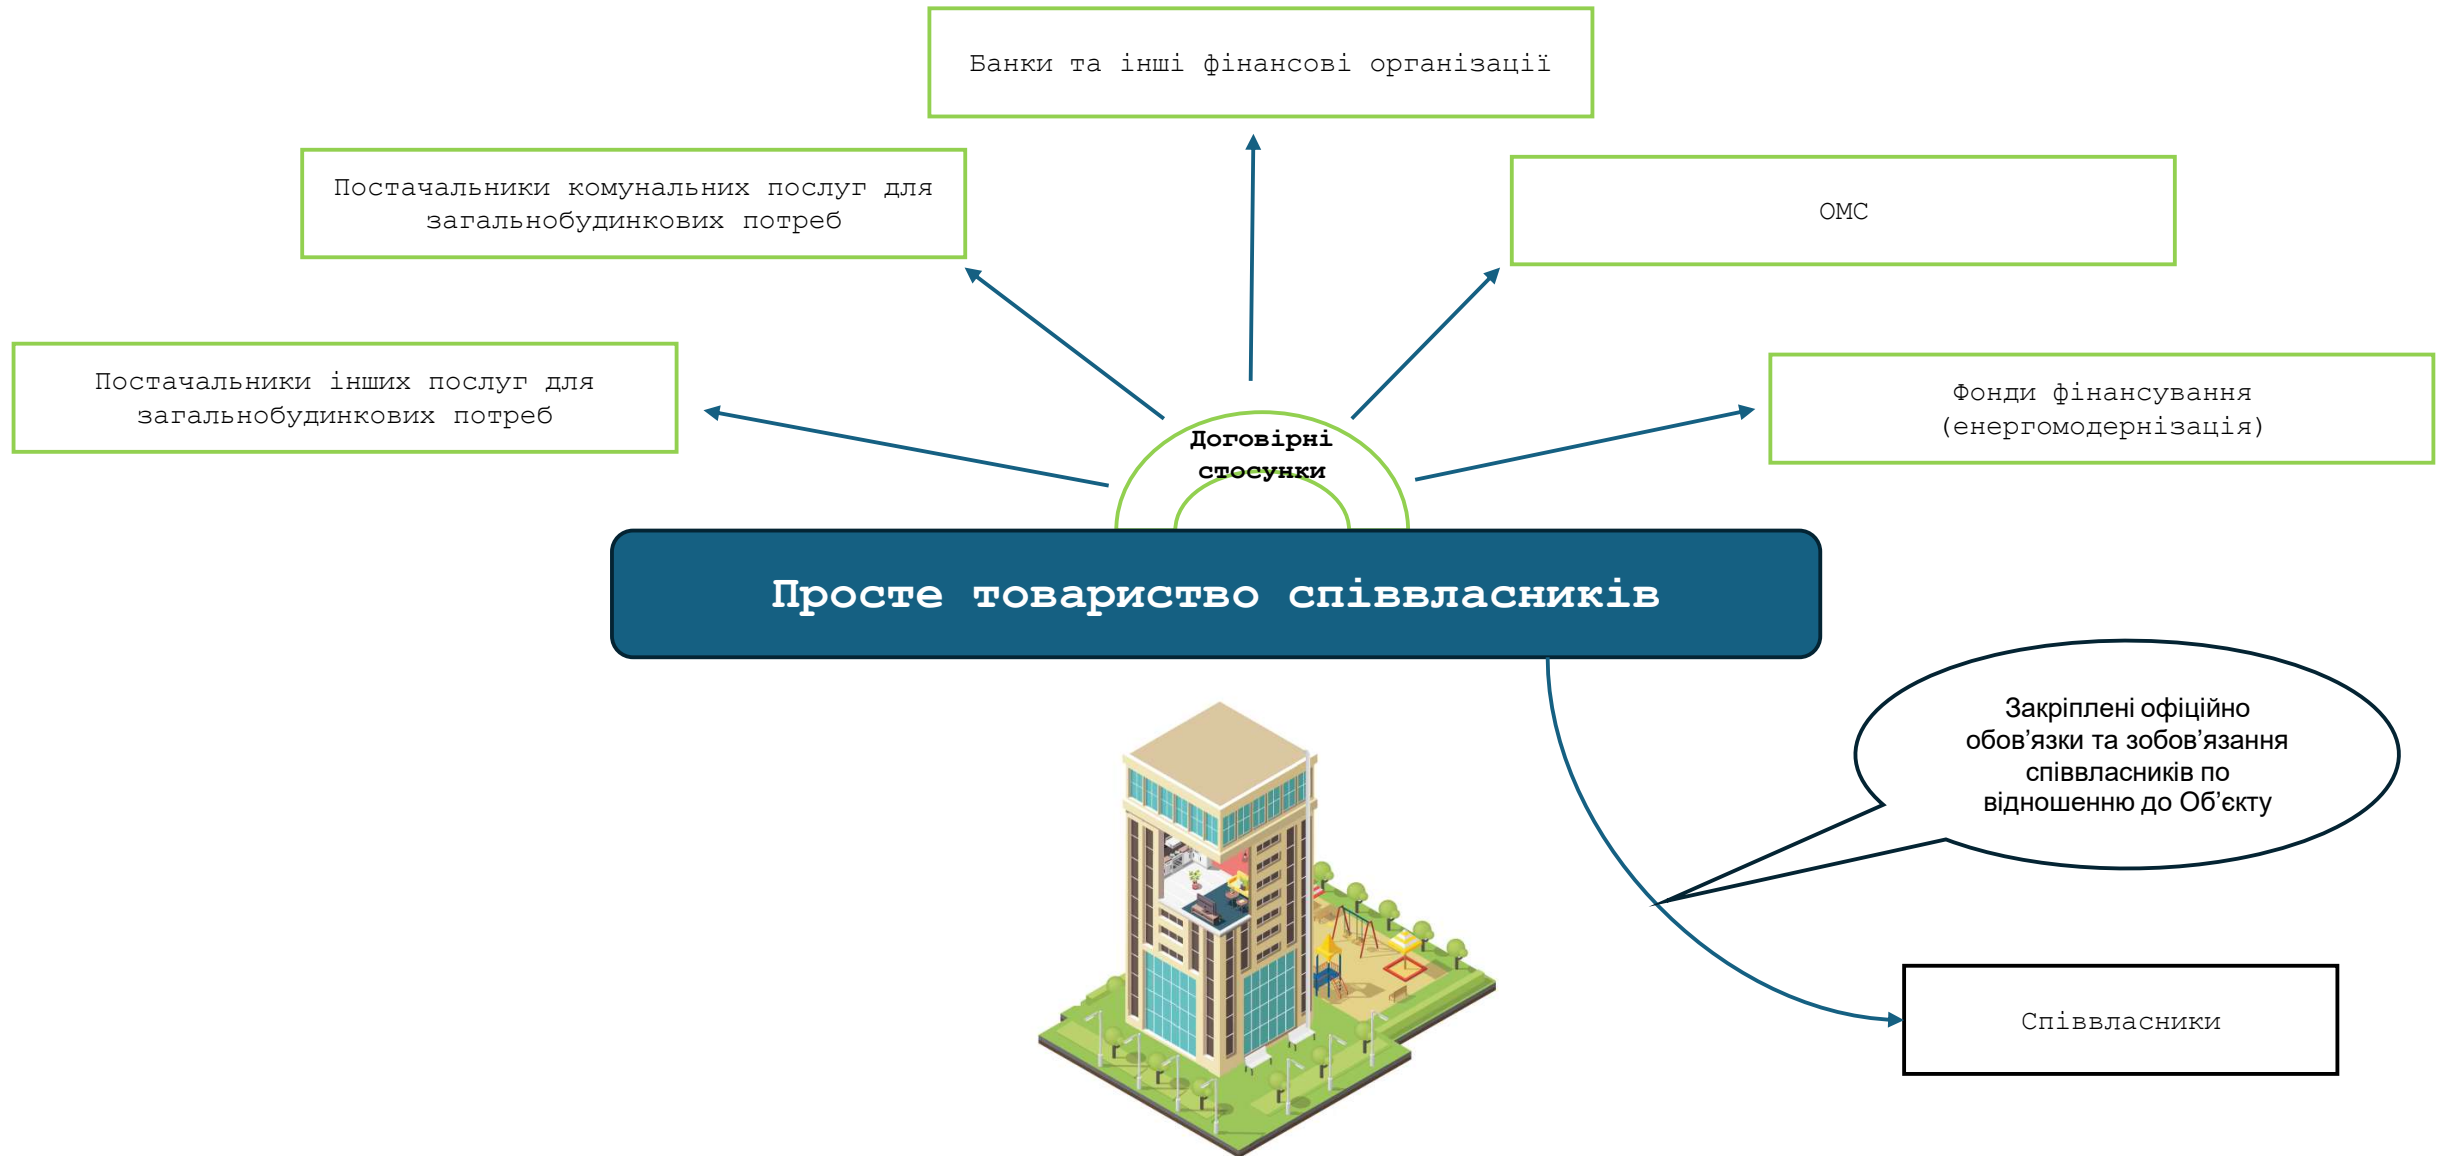 Банки та інші фінансові організації
Постачальники комунальних послуг для
загальнобудинкових потреб
ОМС
Постачальники інших послуг для
загальнобудинкових потреб
Фонди фінансування
(енергомодернізація)
Договірні
стосунки
Просте товариство співвласників
Закріплені офіційно
обов’язки та зобов’язання
співвласників по
відношенню до Об’єкту
Співвласники